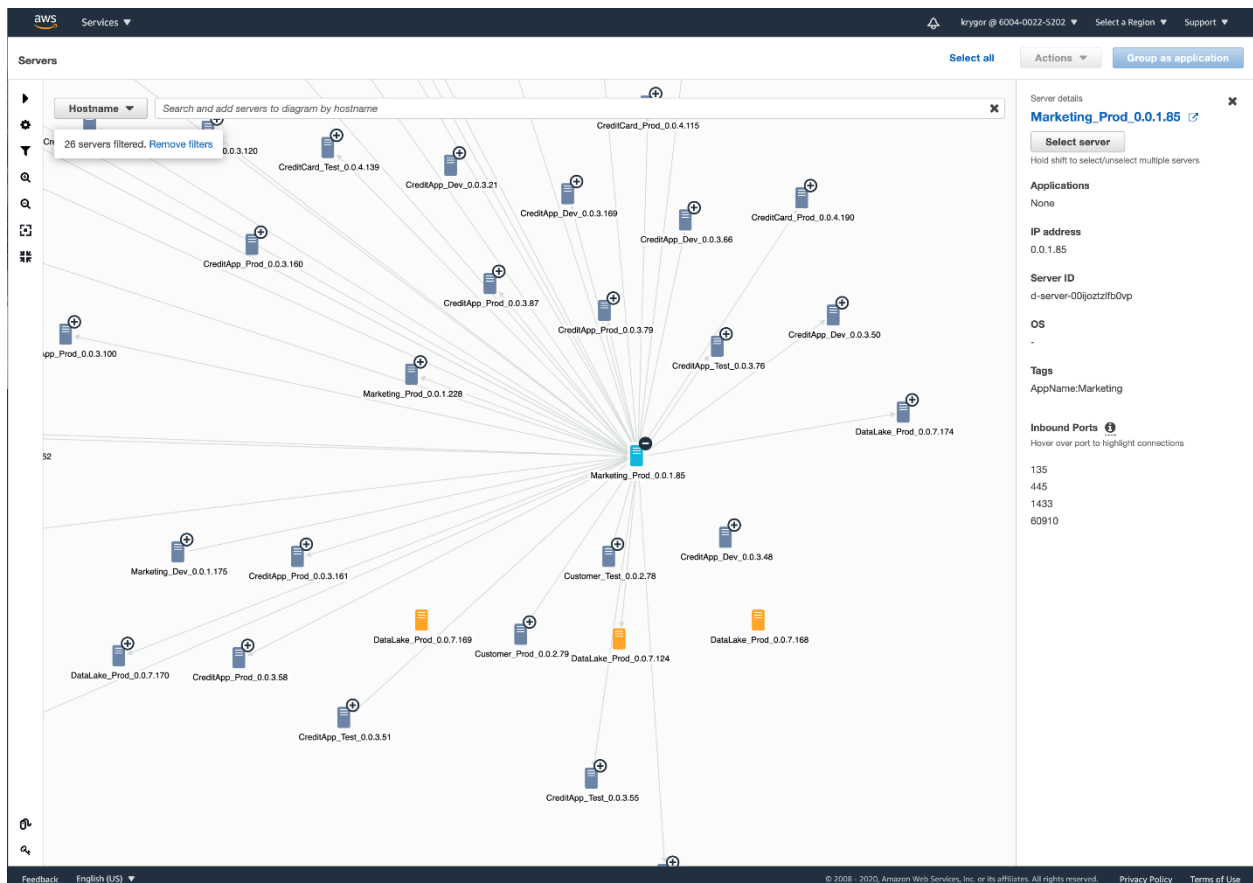 aws
Services ▼
krygor @ 6004-0022-5202 ▼
Select a Region ▼
Support ▼
Servers
Select all
Actions ▼
Group as application
Hostname ▼
Search and add servers to diagram by hostname
26 servers filtered. Remove filters
0.0.3.120
CreditCard_Prod_0.0.4.115
CreditCard_Test_0.0.4.139
CreditApp_Dev_0.0.3.21
CreditApp_Dev_0.0.3.169
CreditCard_Prod_0.0.4.190
CreditApp_Dev_0.0.3.66
CreditApp_Prod_0.0.3.160
CreditApp_Prod_0.0.3.87
CreditApp_Prod_0.0.3.79
CreditApp_Dev_0.0.3.50
pp_Prod_0.0.3.100
CreditApp_Test_0.0.3.76
Marketing_Prod_0.0.1.228
DataLake_Prod_0.0.7.174
52
Marketing_Prod_0.0.1.85
CreditApp_Dev_0.0.3.48
Marketing_Dev_0.0.1.175
CreditApp_Prod_0.0.3.161
Customer_Test_0.0.2.78
DataLake_Prod_0.0.7.169
Customer_Prod_0.0.2.79
DataLake_Prod_0.0.7.124
DataLake_Prod_0.0.7.168
DataLake_Prod_0.0.7.170
CreditApp_Prod_0.0.3.58
CreditApp_Test_0.0.3.51
CreditApp_Test_0.0.3.55
Server details
Marketing_Prod_0.0.1.85
Select server
Hold shift to select/unselect multiple servers
Applications
None
IP address
0.0.1.85
Server ID
d-server-00ijoztzlfb0vp
OS
-
Tags
AppName:Marketing
Inbound Ports
Hover over port to highlight connections
135
445
1433
60910
Feedback
English (US) ▼
© 2008 - 2020, Amazon Web Services, Inc. or its affiliates. All rights reserved.
Privacy Policy
Terms of Use